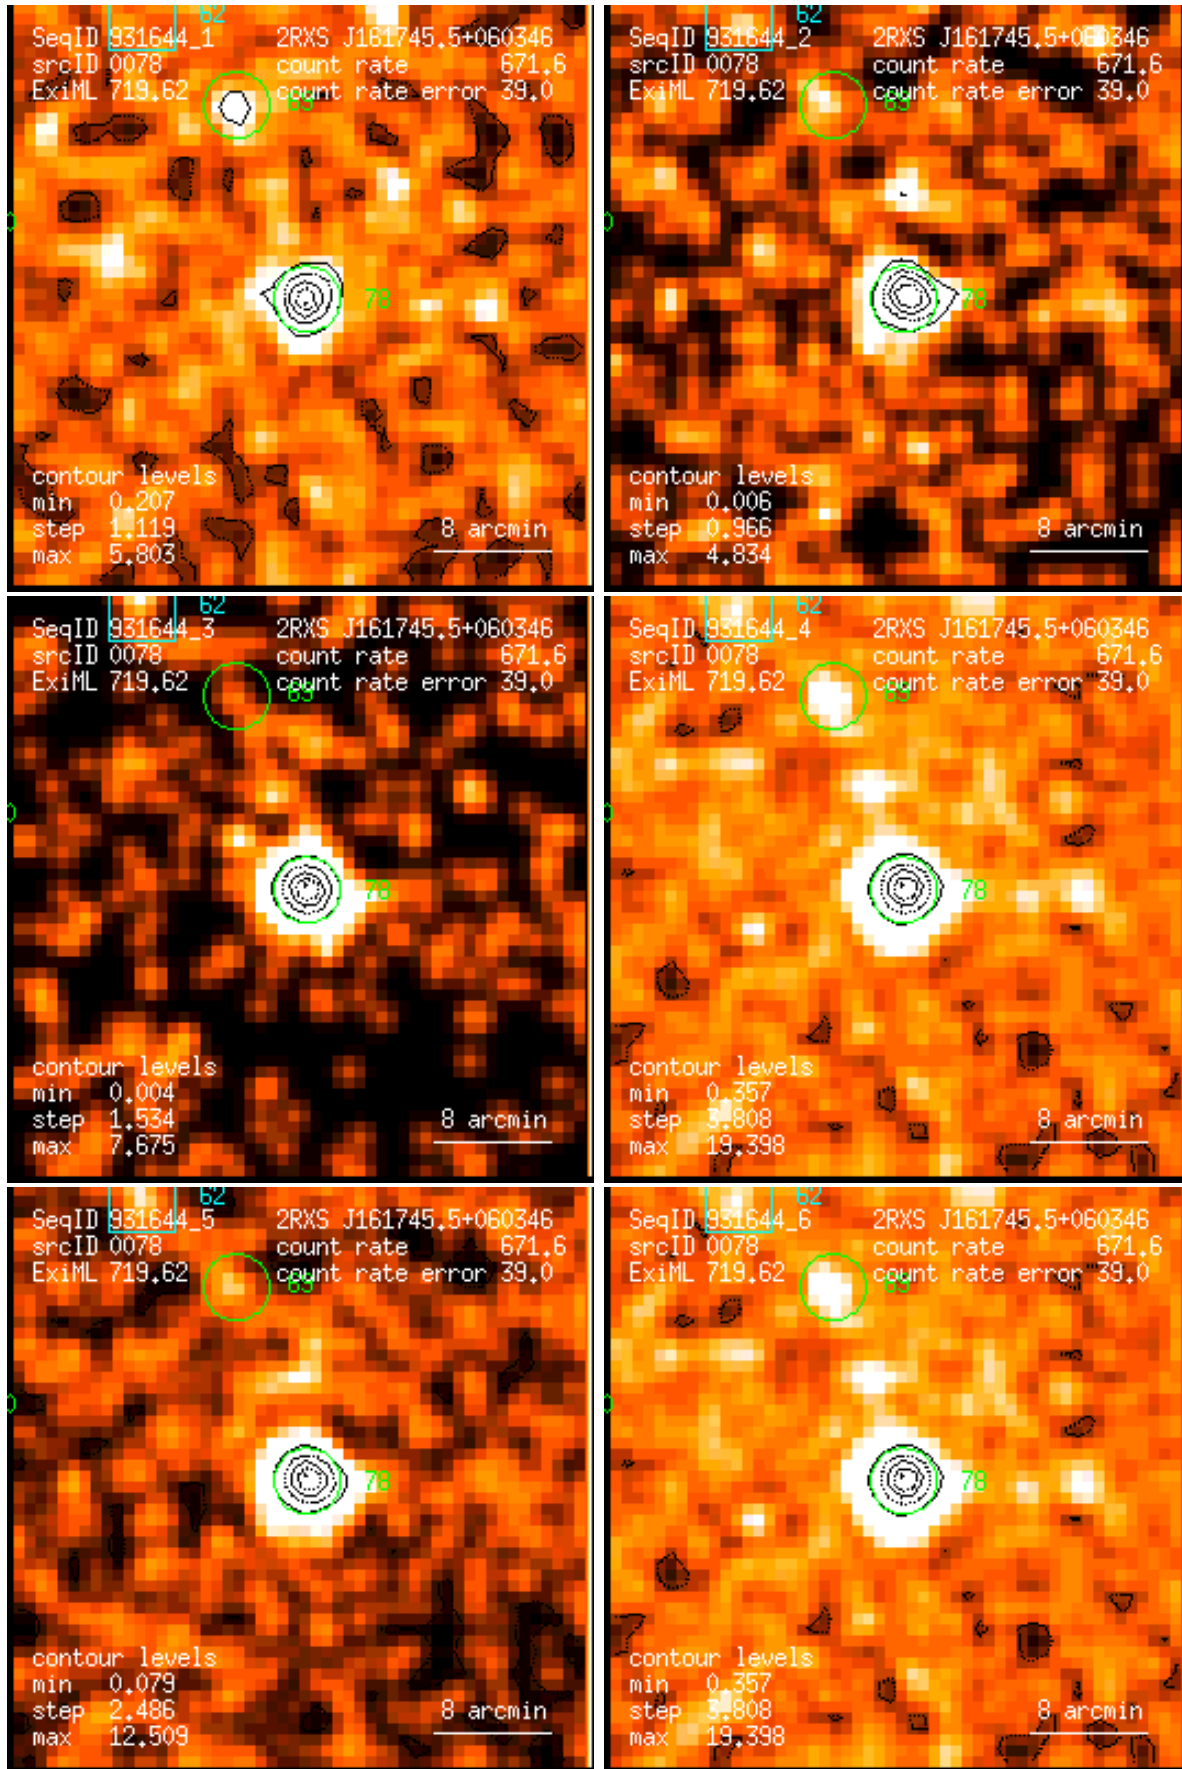 62
SeqID 931644_1 2RXS J161745.5+060346
srcID 0078 count rate 671.6
ExiML 719.62 count rate error 39.0
69
78
contour levels
min 0.207
step 1.119
max 5.803
8 arcmin
62
SeqID 931644_2 2RXS J161745.5+060346
srcID 0078 count rate 671.6
ExiML 719.62 count rate error 39.0
69
78
contour levels
min 0.006
step 0.966
max 4.834
8 arcmin
62
SeqID 931644_3 2RXS J161745.5+060346
srcID 0078 count rate 671.6
ExiML 719.62 count rate error 39.0
69
78
contour levels
min 0.004
step 1.534
max 7.675
8 arcmin
62
SeqID 931644_4 2RXS J161745.5+060346
srcID 0078 count rate 671.6
ExiML 719.62 count rate error 39.0
69
78
contour levels
min 0.357
step 3.808
max 19.398
8 arcmin
62
SeqID 931644_5 2RXS J161745.5+060346
srcID 0078 count rate 671.6
ExiML 719.62 count rate error 39.0
69
78
contour levels
min 0.079
step 2.486
max 12.509
8 arcmin
62
SeqID 931644_6 2RXS J161745.5+060346
srcID 0078 count rate 671.6
ExiML 719.62 count rate error 39.0
69
78
contour levels
min 0.357
step 3.808
max 19.398
8 arcmin